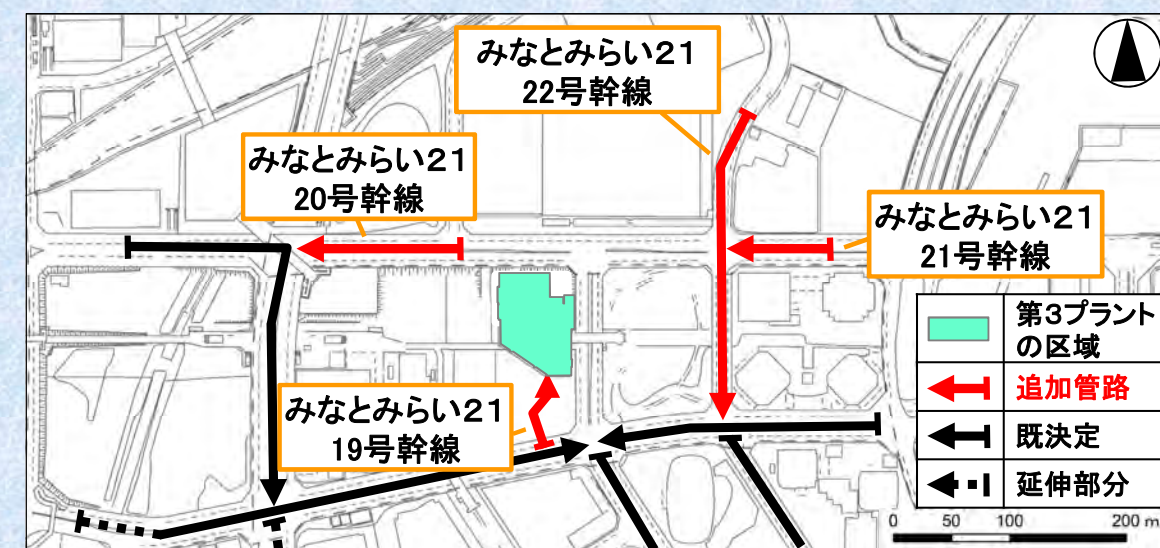 みなとみらい21
22号幹線
みなとみらい21
20号幹線
みなとみらい21
21号幹線
みなとみらい21
19号幹線
第3プラント
の区域
追加管路
既決定
延伸部分
0 50 100 200 m